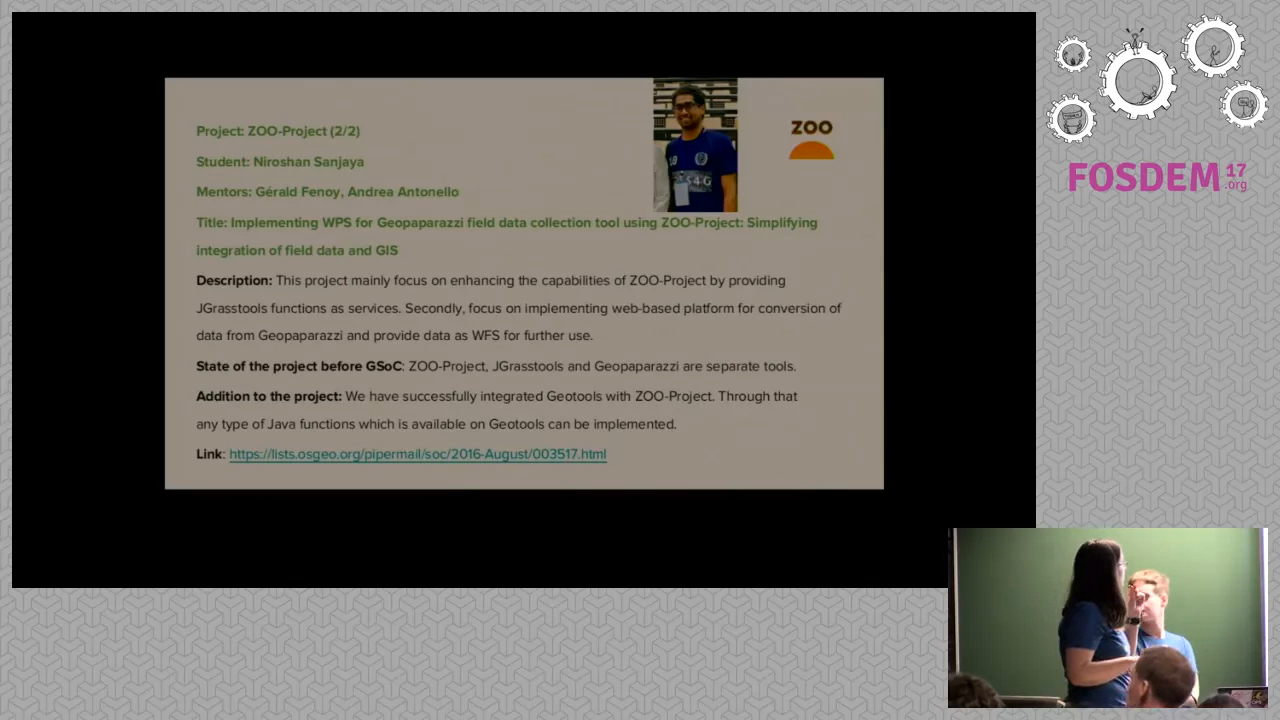 Project: ZOO-Project (2/2)
Student: Niroshan Sanjaya
Mentors: Gérald Fenoy, Andrea Antonello
Title: Implementing WPS for Geopaparazzi field data collection tool using ZOO-Project: Simplifying
integration of field data and GIS
Description: This project mainly focus on enhancing the capabilities of ZOO-Project by providing
JGrasstools functions as services. Secondly, focus on implementing web-based platform for conversion of
data from Geopaparazzi and provide data as WFS for further use.
State of the project before GSoC: ZOO-Project, JGrasstools and Geopaparazzi are separate tools.
Addition to the project: We have successfully integrated Geotools with ZOO-Project. Through that
any type of Java functions which is available on Geotools can be implemented.
Link: https://lists.osgeo.org/pipermail/soc/2016-August/003517.html
ZOO
FOSDEM 17
.org